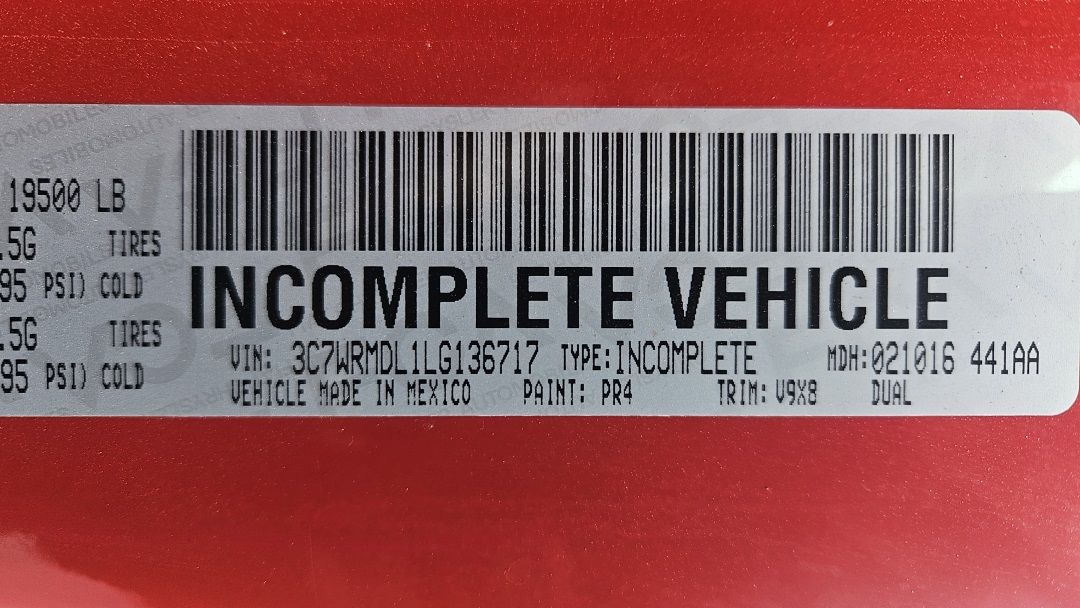 19500 LB
.5G TIRES
95 PSI) COLD
.5G TIRES
95 PSI) COLD
INCOMPLETE VEHICLE
VIN: 3C7WRMDL1LG136717 TYPE:INCOMPLETE MDH:021016 441AA
VEHICLE MADE IN MEXICO PAINT: PR4 TRIM: V9X8 DUAL